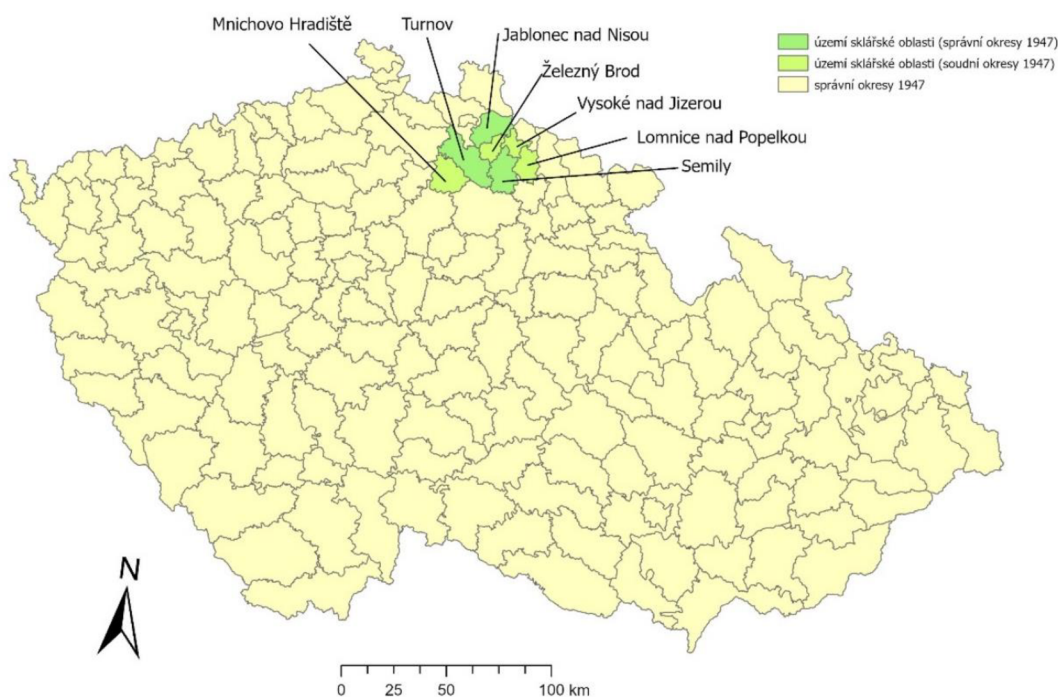 Mnichovo Hradiště
Turnov
Jablonec nad Nisou
Železný Brod
Vysoké nad Jizerou
Lomnice nad Popelkou
Semily
území sklářské oblasti (správní okresy 1947)
území sklářské oblasti (soudní okresy 1947)
správní okresy 1947
N
0 25 50 100 km